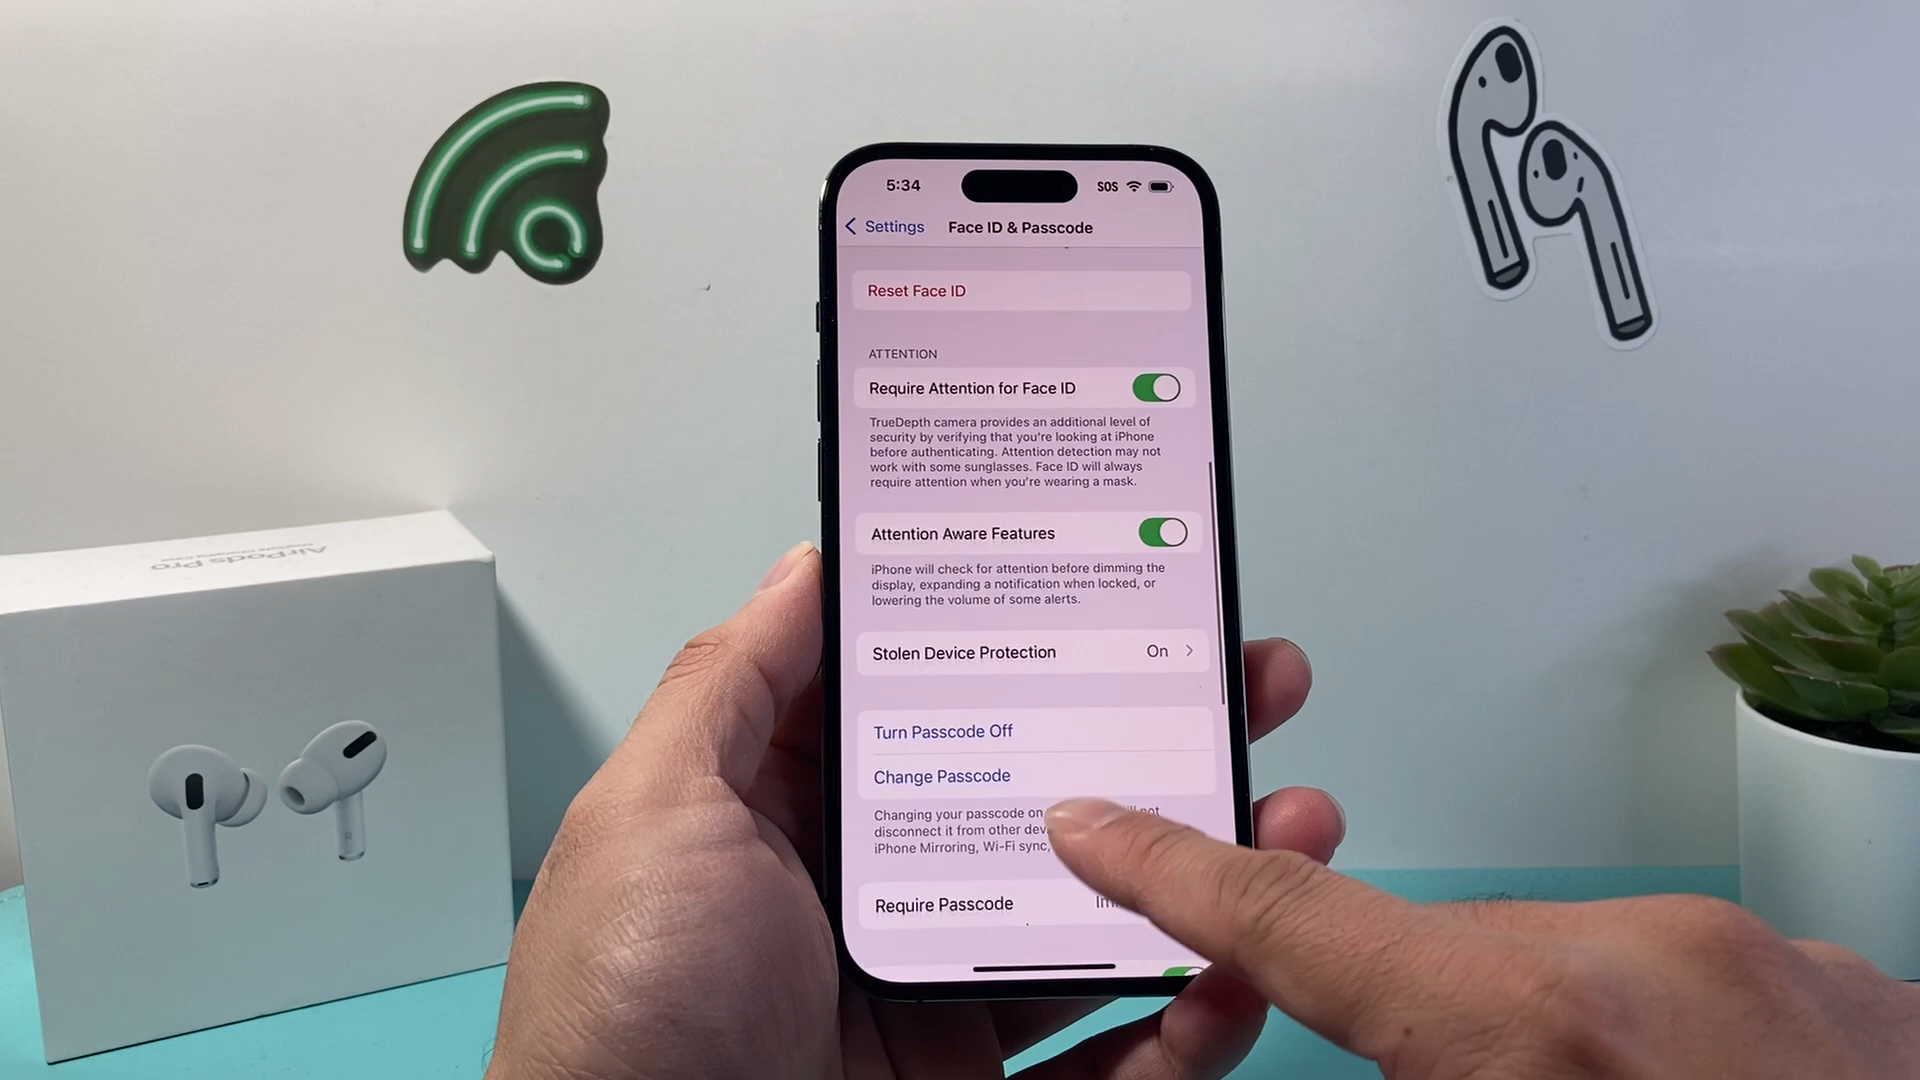 5:34
SOS
Settings
Face ID & Passcode
Reset Face ID
ATTENTION
Require Attention for Face ID
TrueDepth camera provides an additional level of
security by verifying that you're looking at iPhone
before authenticating. Attention detection may not
work with some sunglasses. Face ID will always
require attention when you're wearing a mask.
Attention Aware Features
iPhone will check for attention before dimming the
display, expanding a notification when locked, or
lowering the volume of some alerts.
Stolen Device Protection
On
Turn Passcode Off
Change Passcode
Changing your passcode on not
disconnect it from other
iPhone Mirroring, Wi-Fi sync,
Require Passcode
AirPods Pro